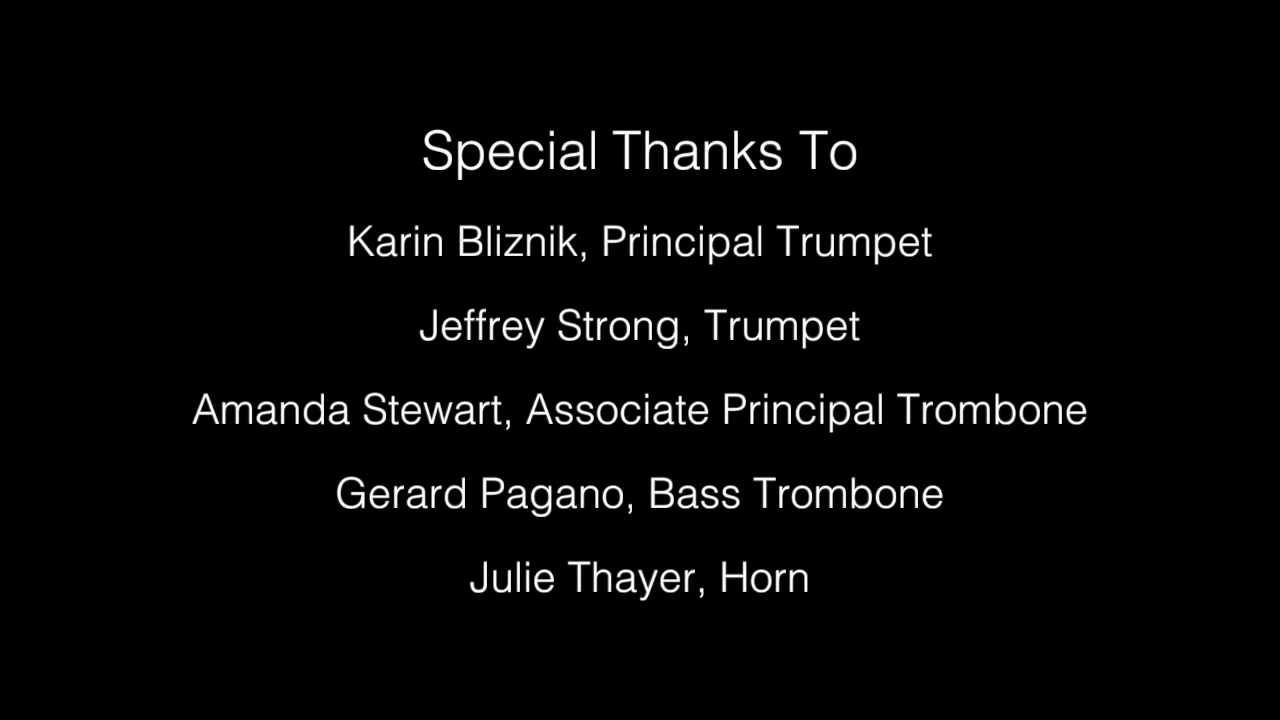 Special Thanks To
Karin Bliznik, Principal Trumpet
Jeffrey Strong, Trumpet
Amanda Stewart, Associate Principal Trombone
Gerard Pagano, Bass Trombone
Julie Thayer, Horn